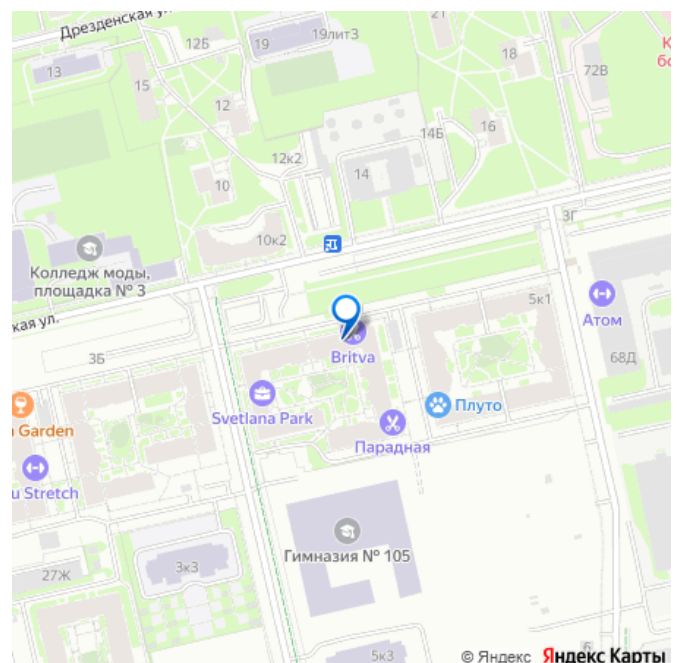 Дрезденская ул.
21
19лит3
19
12Б
18
К
бо
72В
13
15
12
16
14Б
12к2
14
10
3Г
10к2
Колледж моды,
площадка № 3
5к1
кая ул.
Атом
Britva
3Б
68Д
Плуто
Svetlana Park
n Garden
Парадная
u Stretch
Гимназия № 105
3к3
27Ж
5к3
Б
© Яндекс Яндекс Карты